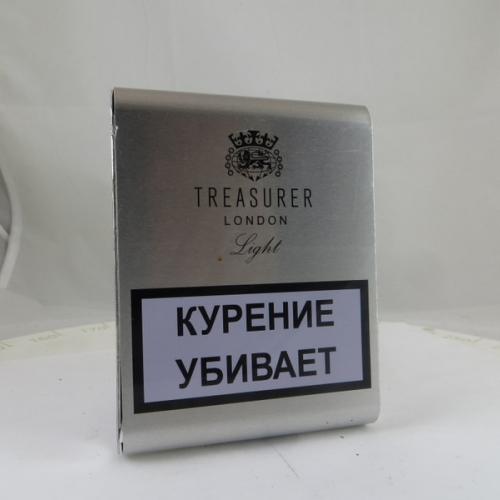 TREASURER
LONDON
Light
КУРЕНИЕ
УБИВАЕТ